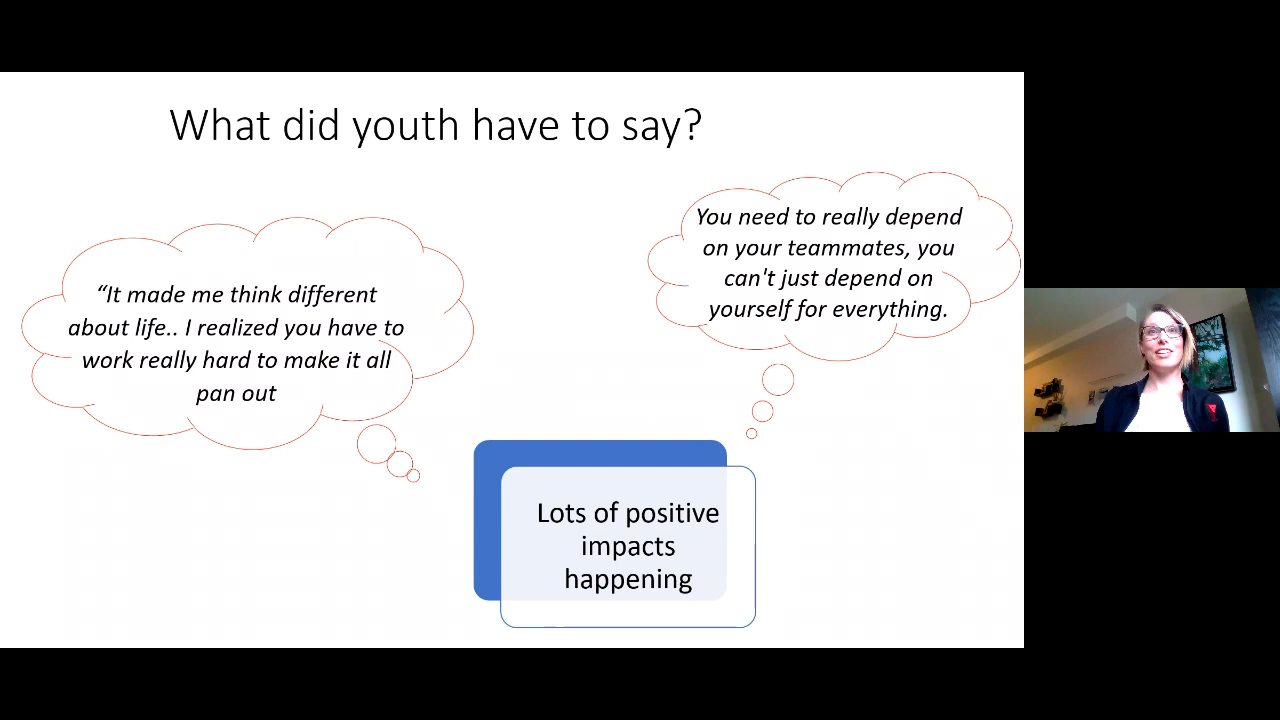 What did youth have to say?
“It made me think different
about life.. I realized you have to
work really hard to make it all
pan out
You need to really depend
on your teammates, you
can't just depend on
yourself for everything.
Lots of positive
impacts
happening